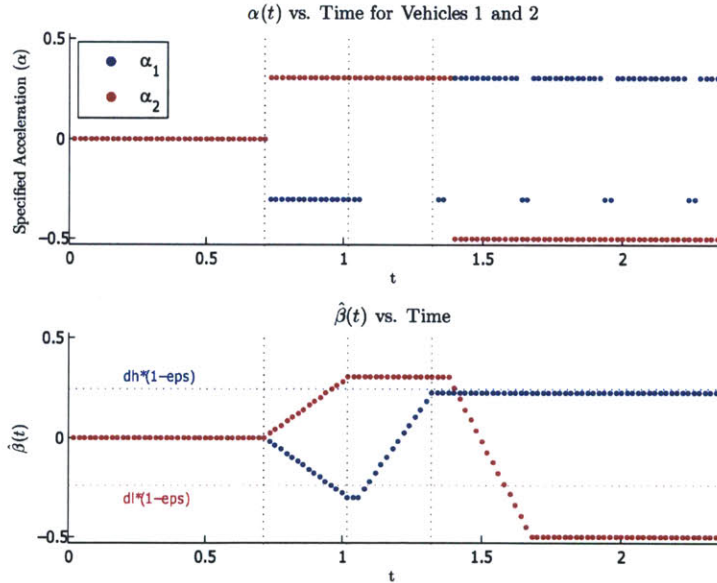 α(t) vs. Time for Vehicles 1 and 2
Specified Acceleration (α)
0.5
0
−0.5
α1
α2
0 0.5 1 1.5 2
t
β̂(t) vs. Time
β̂(t)
0.5
0
−0.5
dh*(1-eps)
dl*(1-eps)
0 0.5 1 1.5 2
t